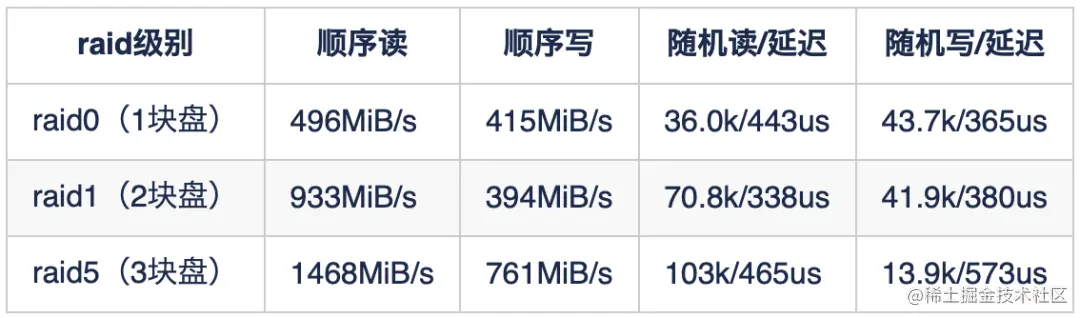 raid级别 顺序读 顺序写 随机读/延迟 随机写/延迟
raid0（1块盘） 496MiB/s 415MiB/s 36.0k/443us 43.7k/365us
raid1（2块盘） 933MiB/s 394MiB/s 70.8k/338us 41.9k/380us
raid5（3块盘） 1468MiB/s 761MiB/s 103k/465us 13.9k/573us
@稀土掘金技术社区